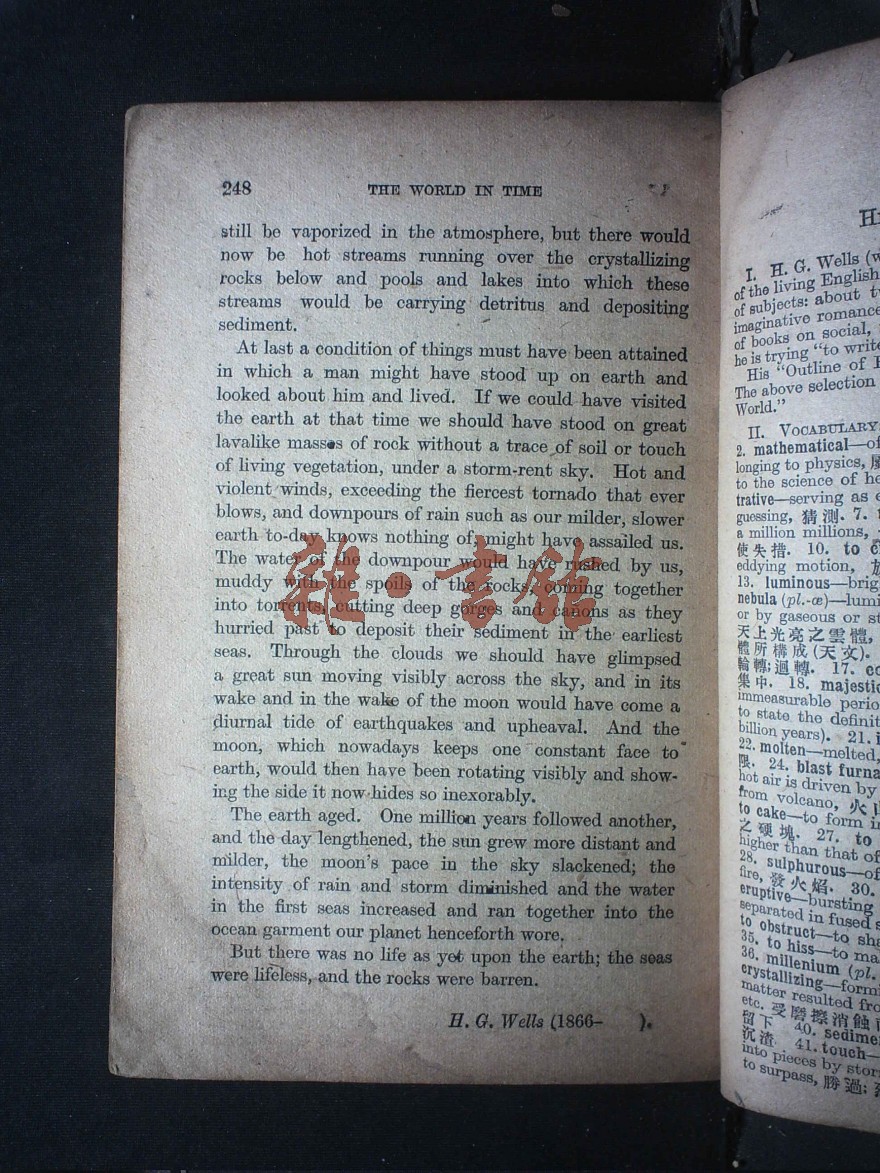 248 THE WORLD IN TIME
still be vaporized in the atmosphere, but there would
now be hot streams running over the crystallizing
rocks below and pools and lakes into which these
streams would be carrying detritus and depositing
sediment.
At last a condition of things must have been attained
in which a man might have stood up on earth and
looked about him and lived. If we could have visited
the earth at that time we should have stood on great
lavalike masses of rock without a trace of soil or touch
of living vegetation, under a storm-rent sky. Hot and
violent winds, exceeding the fiercest tornado that ever
blows, and downpours of rain such as our milder, slower
earth to-day knows nothing of, might have assailed us.
The water of the downpour would have rushed by us,
muddy with the spoils of the rocks, coming together
into torrents, cutting deep gorges and cañons as they
hurried past to deposit their sediment in the earliest
seas. Through the clouds we should have glimpsed
a great sun moving visibly across the sky, and in its
wake and in the wake of the moon would have come a
diurnal tide of earthquakes and upheaval. And the
moon, which nowadays keeps one constant face to
earth, would then have been rotating visibly and show-
ing the side it now hides so inexorably.
The earth aged. One million years followed another,
and the day lengthened, the sun grew more distant and
milder, the moon's pace in the sky slackened; the
intensity of rain and storm diminished and the water
in the first seas increased and ran together into the
ocean garment our planet henceforth wore.
But there was no life as yet upon the earth; the seas
were lifeless, and the rocks were barren.
H. G. Wells (1866- ).
雜·書館
I. H. G. Wells
of the living English
of subjects: about
imaginative romance
of books on social,
he is trying "to write
His "Outline of
The above selection
World."
II. VOCABULARY
2. mathematical—
longing to physics,
to the science of
trative—serving as
guessing, 猜測. 7.
a million millions,
使失措. 10. to
eddying motion,
13. luminous—
nebula (pl.-æ)—
or by gaseous or
天上光亮之雲體,
體所構成(天文).
輪轉;迴轉. 17.
集中. 18. majestic
immeasurable
to state the
billion years). 21.
22. molten—melted,
限. 24. blast
hot air is driven by
from volcano, 火
to cake—to form
之硬塊. 27. to
higher than that of
28. sulphurous—
fire, 發火焰. 30.
eruptive—bursting
separated in fused
to obstruct—to
35. to hiss—to
36. millenium (pl.
crystallizing—
matter resulted
etc. 受磨擦消蝕
留下 40.
沉渣. 41. touch—
into pieces by
to surpass, 勝過;